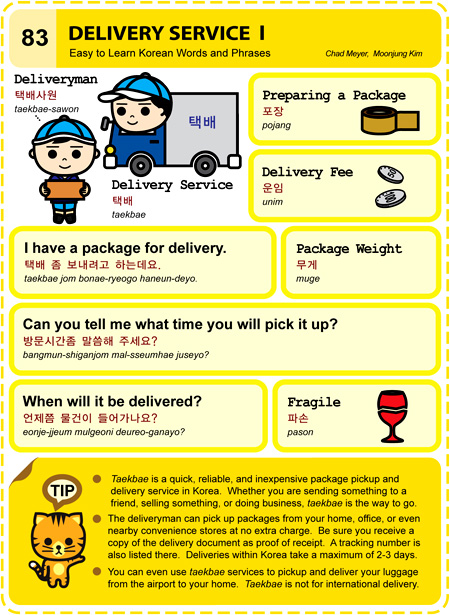 83
DELIVERY SERVICE I
Easy to Learn Korean Words and Phrases
Chad Meyer, Moonjung Kim
Deliveryman
택배사원
taekbae-sawon
택배
Delivery Service
택배
taekbae
Preparing a Package
포장
pojang
Delivery Fee
운임
unim
I have a package for delivery.
택배 좀 보내려고 하는데요.
taekbae jom bonae-ryeogo haneun-deyo.
Package Weight
무게
muge
Can you tell me what time you will pick it up?
방문시간좀 말씀해 주세요?
bangmun-shiganjom mal-sseumhae juseyo?
When will it be delivered?
언제쯤 물건이 들어가나요?
eonje-jjeum mulgeoni deureo-ganayo?
Fragile
파손
pason
TIP
Taekbae is a quick, reliable, and inexpensive package pickup and
delivery service in Korea. Whether you are sending something to a
friend, selling something, or doing business, taekbae is the way to go.
The deliveryman can pick up packages from your home, office, or even
nearby convenience stores at no extra charge. Be sure you receive a
copy of the delivery document as proof of receipt. A tracking number is
also listed there. Deliveries within Korea take a maximum of 2-3 days.
You can even use taekbae services to pickup and deliver your luggage
from the airport to your home. Taekbae is not for international delivery.